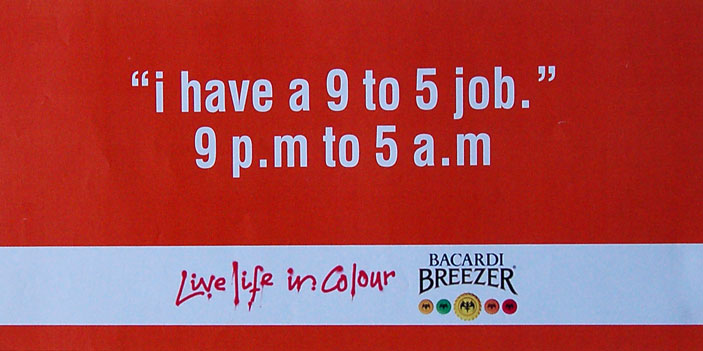 “i have a 9 to 5 job.”
9 p.m to 5 a.m
Live life in Colour
BACARDI
BREEZER